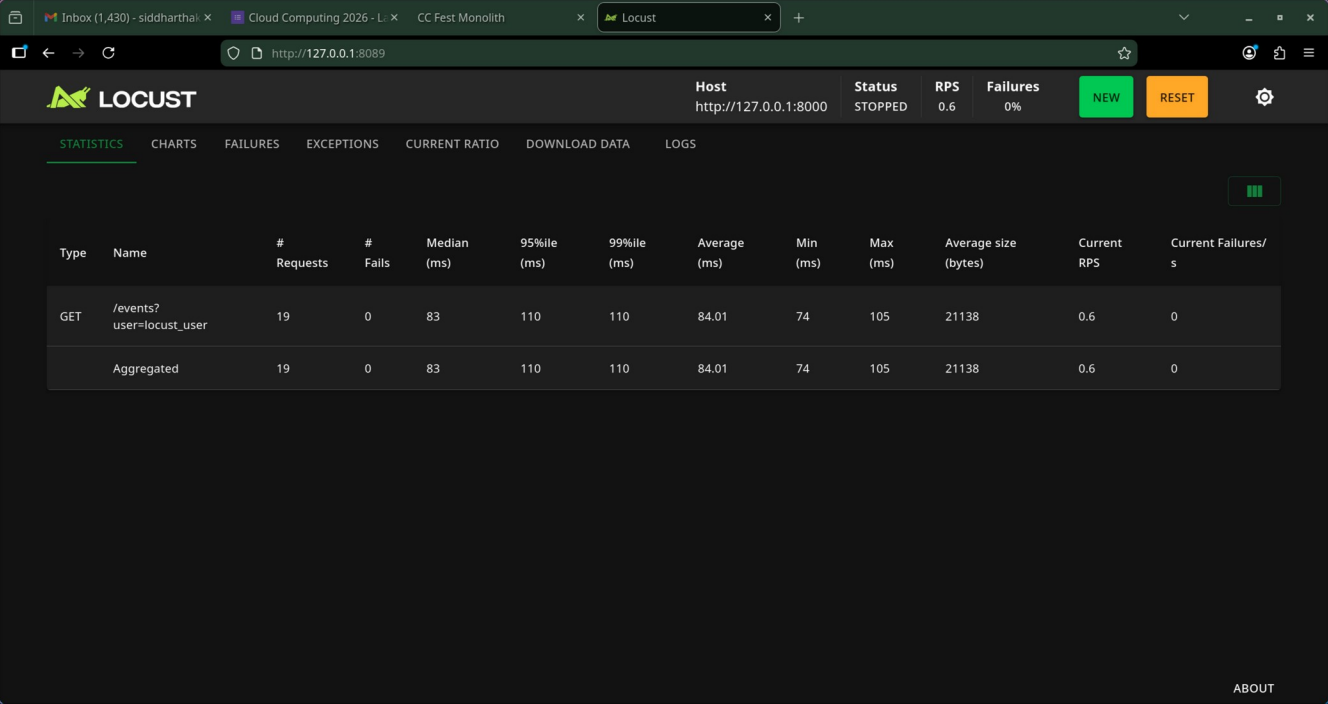 Inbox (1,430) - siddharthak
Cloud Computing 2026 - La
CC Fest Monolith
Locust
http://127.0.0.1:8089
LOCUST
Host
http://127.0.0.1:8000
Status
STOPPED
RPS
0.6
Failures
0%
NEW
RESET
STATISTICS CHARTS FAILURES EXCEPTIONS CURRENT RATIO DOWNLOAD DATA LOGS
Type Name # Requests # Fails Median (ms) 95%ile (ms) 99%ile (ms) Average (ms) Min (ms) Max (ms) Average size (bytes) Current RPS Current Failures/s
GET /events?user=locust_user 19 0 83 110 110 84.01 74 105 21138 0.6 0
Aggregated 19 0 83 110 110 84.01 74 105 21138 0.6 0
ABOUT